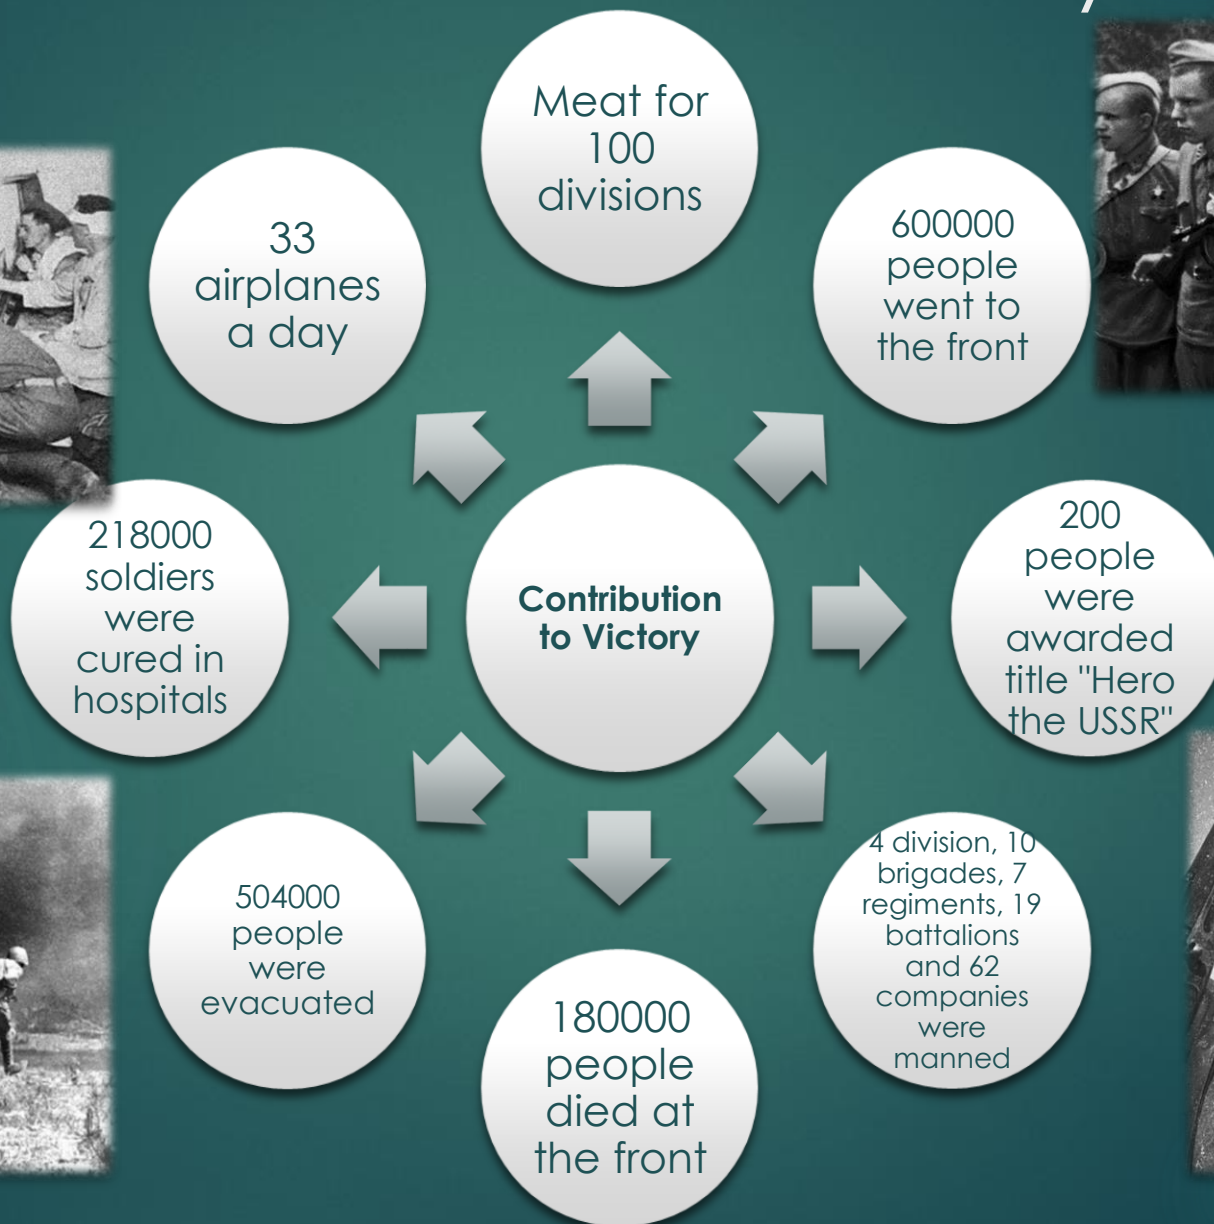 Meat for
100
divisions
33
airplanes
a day
600000
people
went to
the front
218000
soldiers
were
cured in
hospitals
Contribution
to Victory
200
people
were
awarded
title "Hero
the USSR"
504000
people
were
evacuated
4 division, 10
brigades, 7
regiments, 19
battalions
and 62
companies
were
manned
180000
people
died at
the front